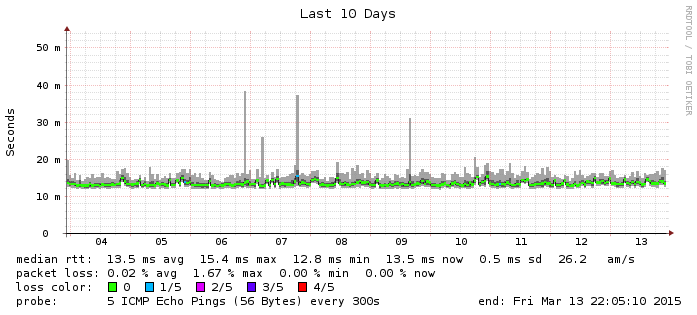 Last 10 Days
RRDTOOL / TOBI OETIKER
Seconds
50 m
40 m
30 m
20 m
10 m
0
04 05 06 07 08 09 10 11 12 13
median rtt: 13.5 ms avg 15.4 ms max 12.8 ms min 13.5 ms now 0.5 ms sd 26.2 am/s
packet loss: 0.02 % avg 1.67 % max 0.00 % min 0.00 % now
loss color: 0 1/5 2/5 3/5 4/5
probe: 5 ICMP Echo Pings (56 Bytes) every 300s end: Fri Mar 13 22:05:10 2015